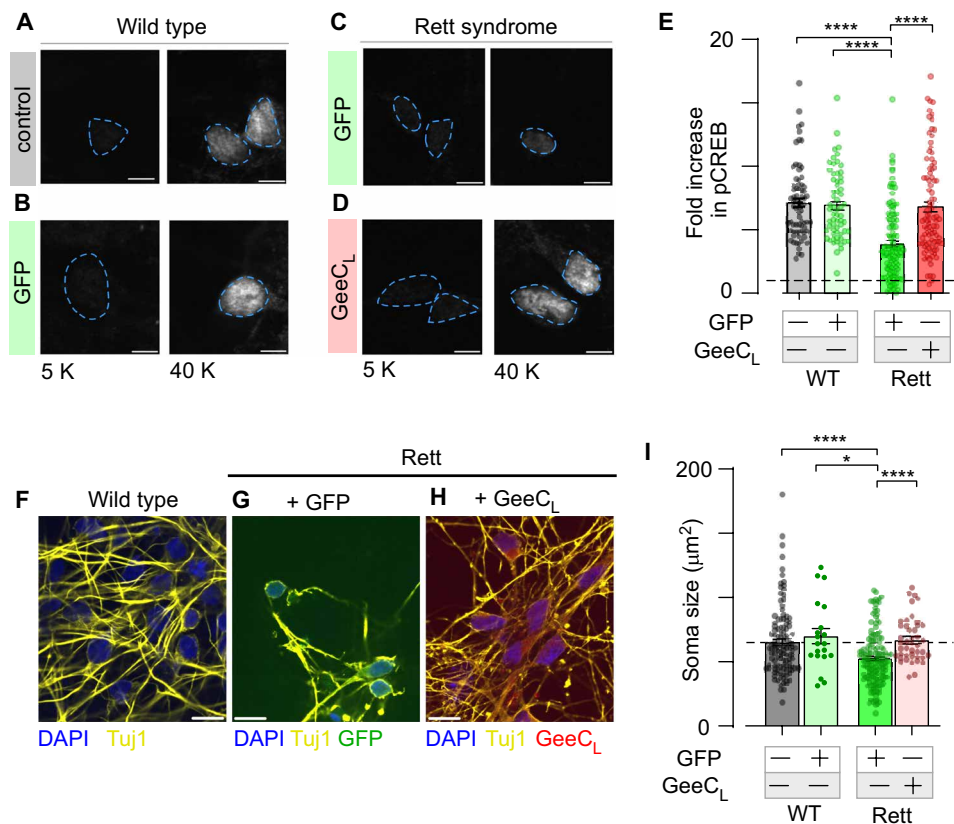 A
Wild type
C
Rett syndrome
control
GFP
B
D
GFP
GeeCL
5 K
40 K
5 K
40 K
E
****
****
****
20
Fold increase
in pCREB
0
GFP
− + + −
GeeCL
− − − +
WT
Rett
Rett
F
Wild type
G
+ GFP
H
+ GeeCL
DAPI Tuj1
DAPI Tuj1 GFP
DAPI Tuj1 GeeCL
I
****
*
****
200
Soma size (μm²)
0
GFP
− + + −
GeeCL
− − − +
WT
Rett